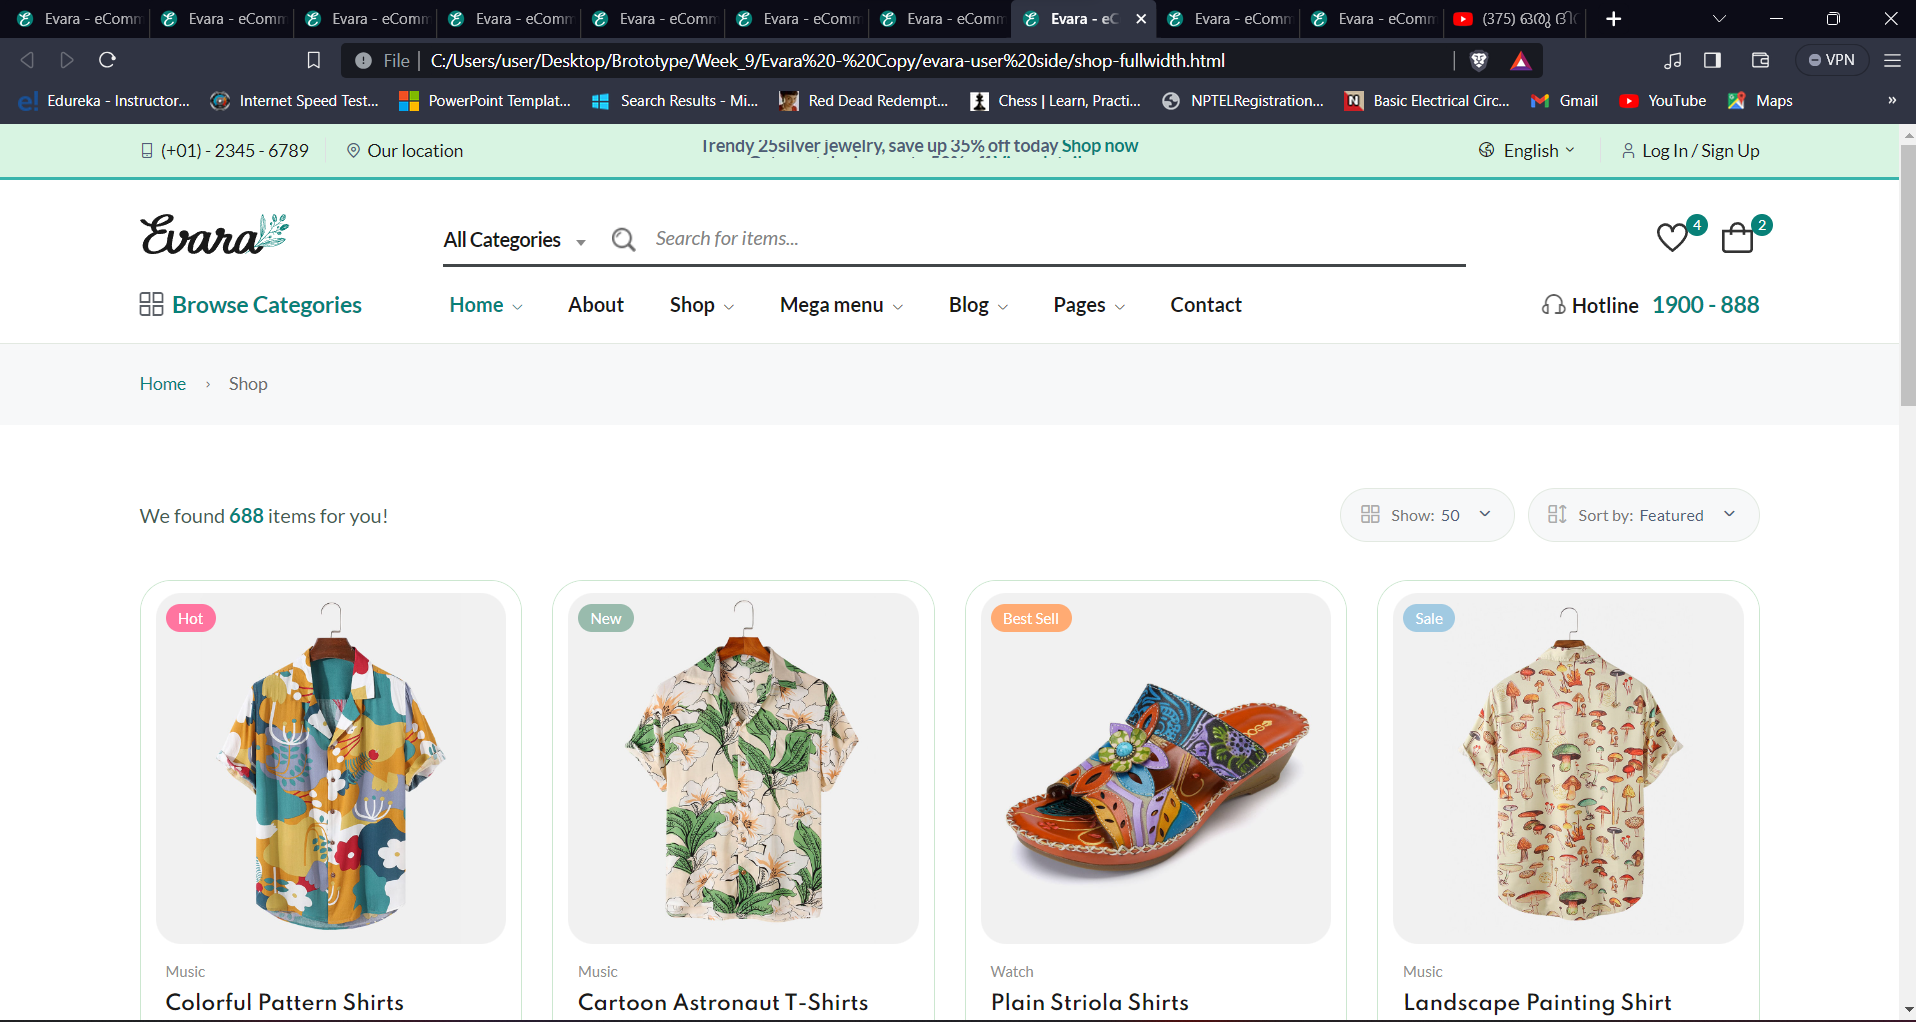 Evara - eComm
Evara - eComm
Evara - eComm
Evara - eComm
Evara - eComm
Evara - eComm
Evara - eComm
Evara - eC
Evara - eComm
Evara - eComm
(375) ഒരു
File
C:/Users/user/Desktop/Brototype/Week_9/Evara%20-%20Copy/evara-user%20side/shop-fullwidth.html
VPN
Edureka - Instructor...
Internet Speed Test...
PowerPoint Templat...
Search Results - Mi...
Red Dead Redempt...
Chess | Learn, Practi...
NPTELRegistration...
Basic Electrical Circ...
Gmail
YouTube
Maps
»
(+01) - 2345 - 6789
Our location
Trendy 25silver jewelry, save up 35% off today Shop now
English
Log In / Sign Up
Evara
All Categories
Search for items...
4
2
Browse Categories
Home
About
Shop
Mega menu
Blog
Pages
Contact
Hotline 1900 - 888
Home › Shop
We found 688 items for you!
Show: 50
Sort by: Featured
Hot
New
Best Sell
Sale
Music
Colorful Pattern Shirts
Music
Cartoon Astronaut T-Shirts
Watch
Plain Striola Shirts
Music
Landscape Painting Shirt